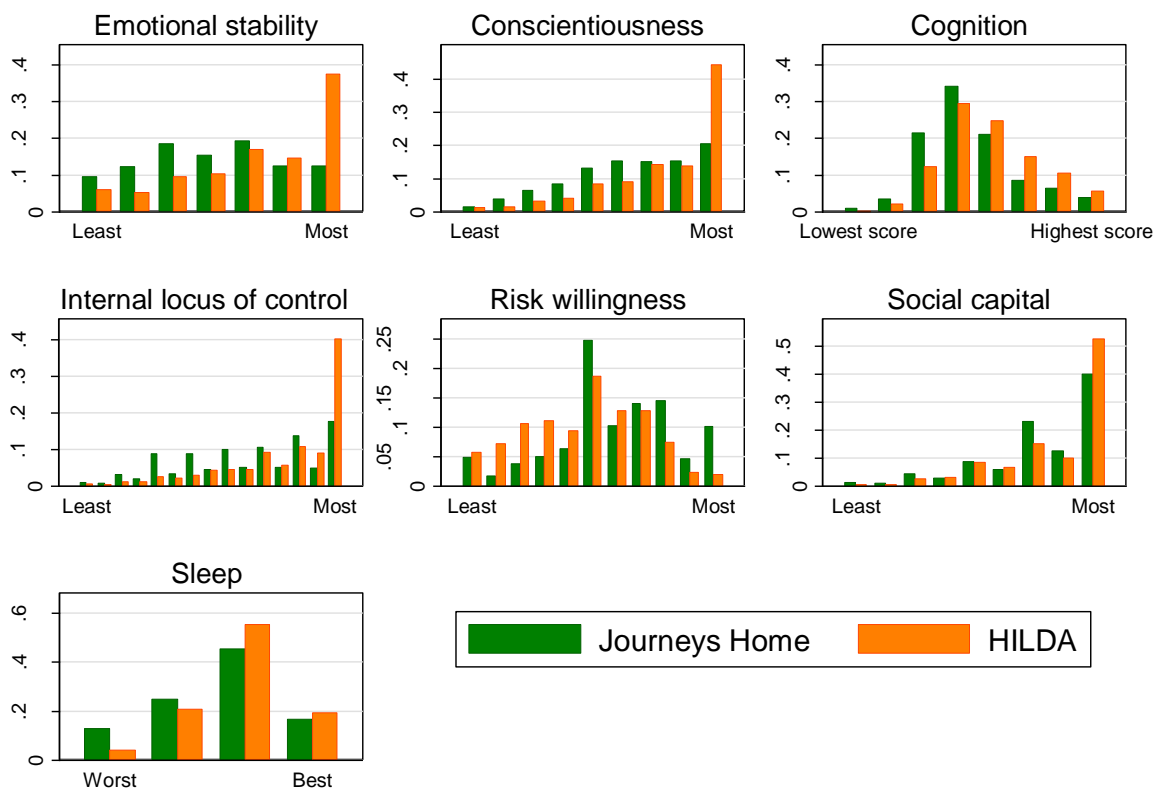 Emotional stability
0 .1 .2 .3 .4
Least Most
Conscientiousness
0 .1 .2 .3 .4
Least Most
Cognition
0 .1 .2 .3 .4
Lowest score Highest score
Internal locus of control
0 .1 .2 .3 .4
Least Most
Risk willingness
0 .05 .1 .15 .2 .25
Least Most
Social capital
0 .1 .2 .3 .4 .5
Least Most
Sleep
0 .2 .4 .6
Worst Best
Journeys Home HILDA